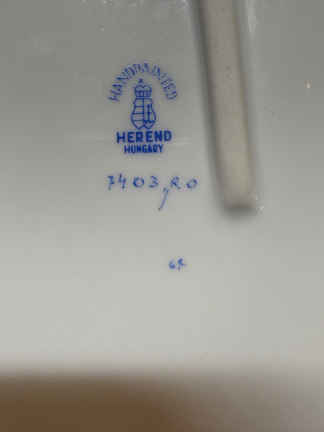 HANDPAINTED
HEREND
HUNGARY
7403/RO